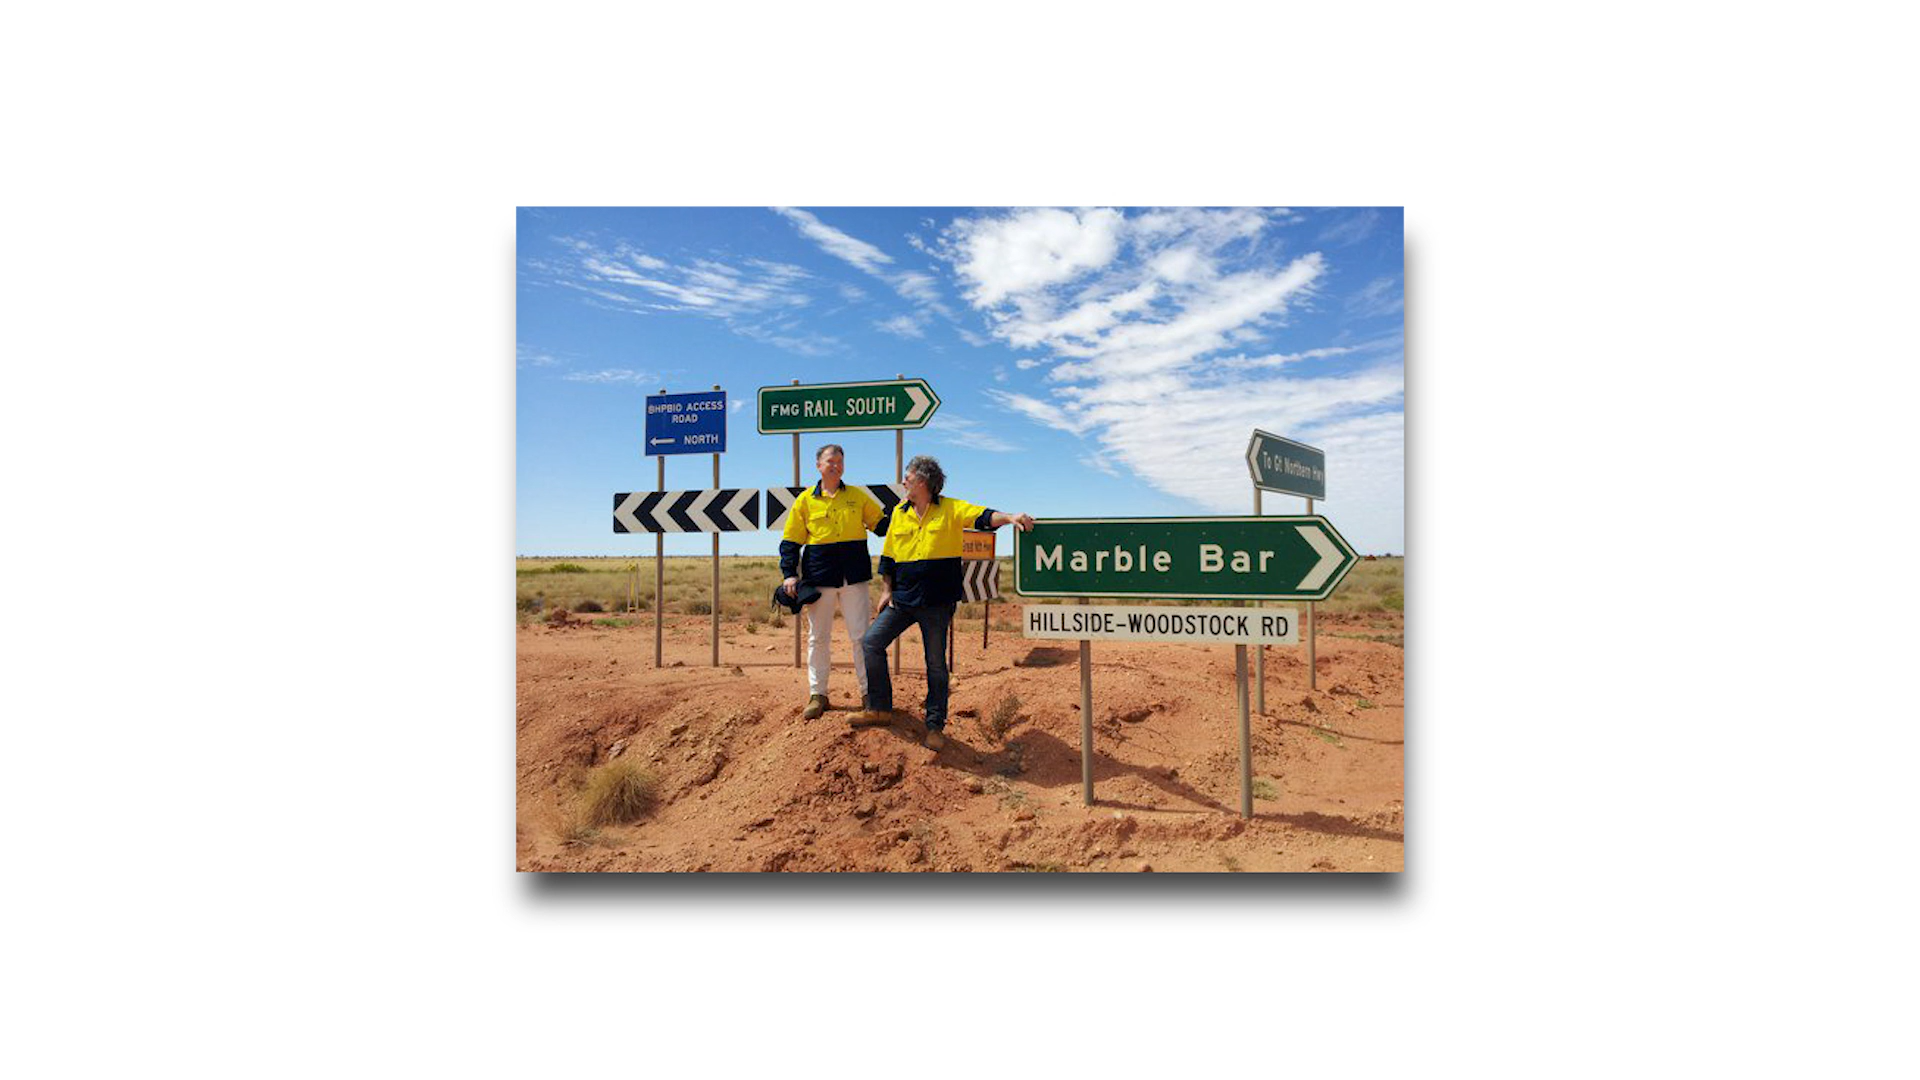 BHPBIO ACCESS
ROAD
NORTH
FMG RAIL SOUTH
To Gt Northern Hwy
Marble Bar
HILLSIDE-WOODSTOCK RD